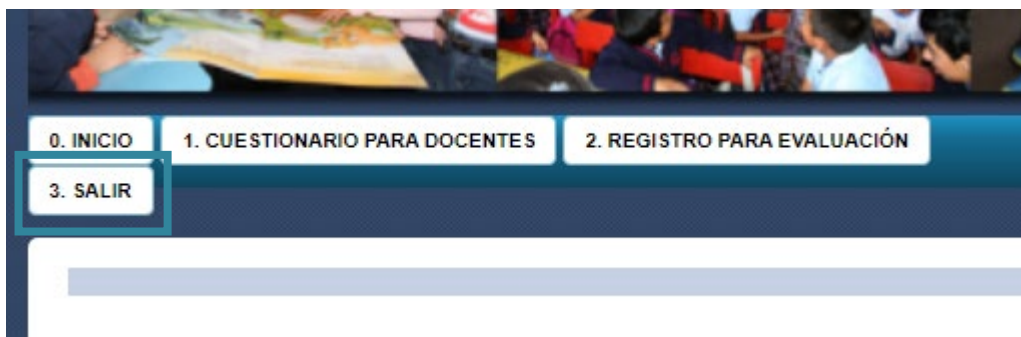 0. INICIO 1. CUESTIONARIO PARA DOCENTES 2. REGISTRO PARA EVALUACIÓN
3. SALIR